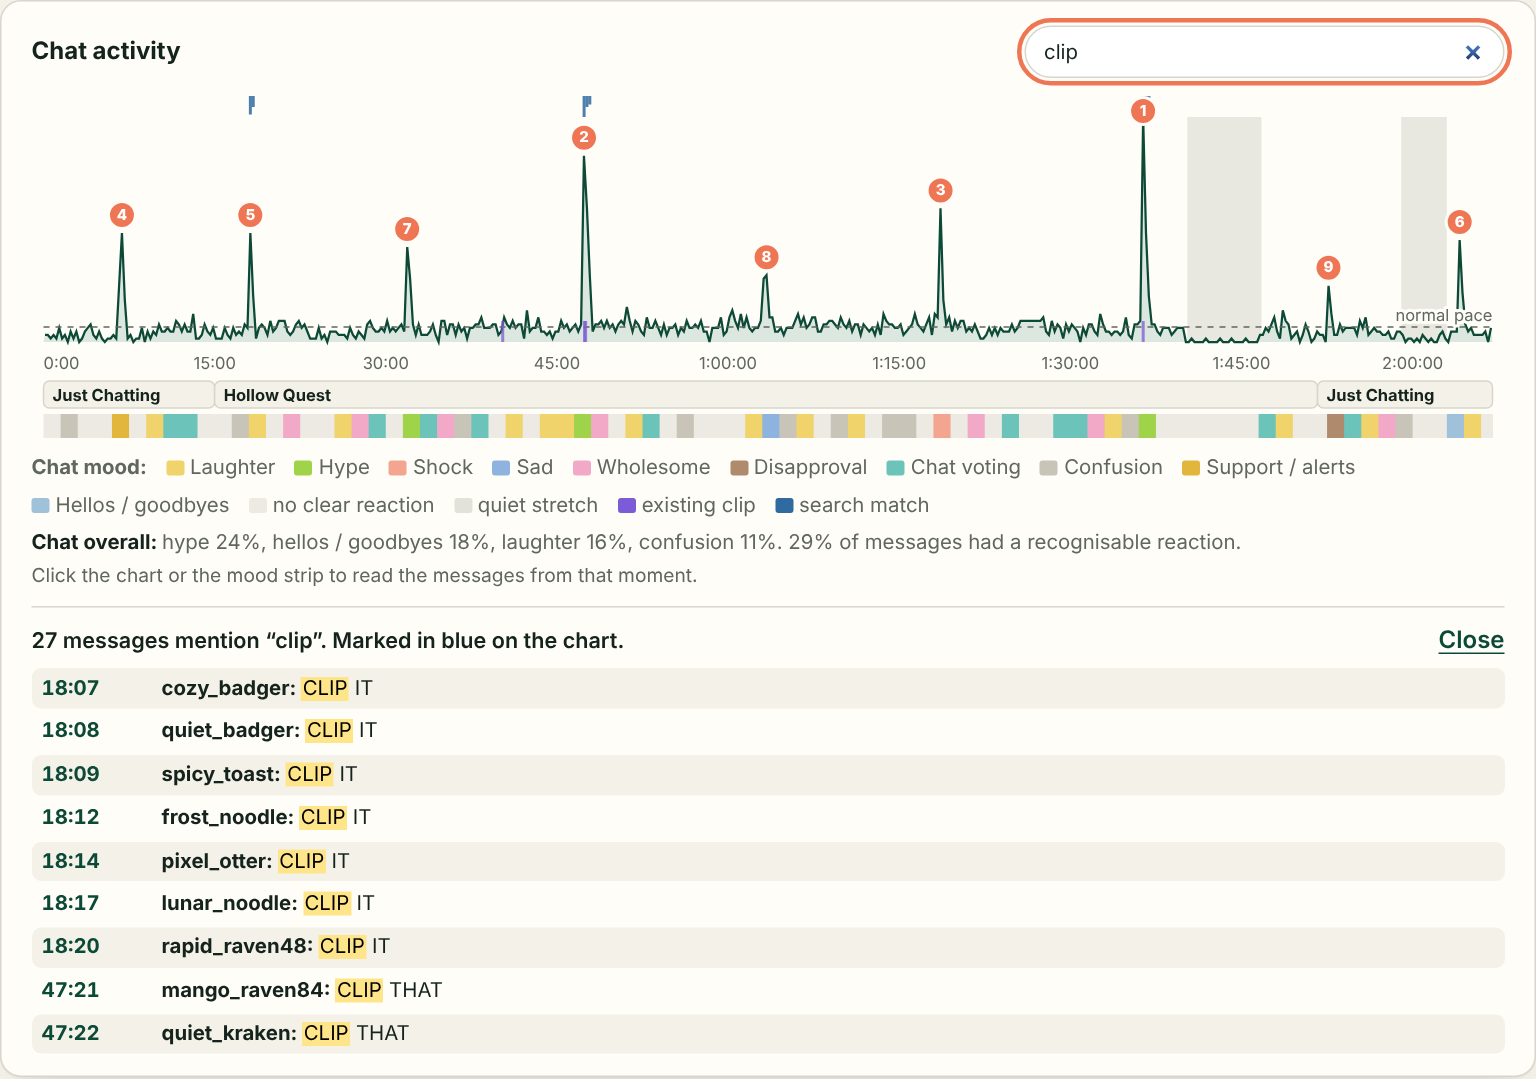 Chat activity
clip
1
2
3
4
5
6
7
8
9
normal pace
0:00 15:00 30:00 45:00 1:00:00 1:15:00 1:30:00 1:45:00 2:00:00
Just Chatting Hollow Quest Just Chatting
Chat mood: Laughter Hype Shock Sad Wholesome Disapproval Chat voting Confusion Support / alerts
Hellos / goodbyes no clear reaction quiet stretch existing clip search match
Chat overall: hype 24%, hellos / goodbyes 18%, laughter 16%, confusion 11%. 29% of messages had a recognisable reaction.
Click the chart or the mood strip to read the messages from that moment.
27 messages mention “clip”. Marked in blue on the chart. Close
18:07 cozy_badger: CLIP IT
18:08 quiet_badger: CLIP IT
18:09 spicy_toast: CLIP IT
18:12 frost_noodle: CLIP IT
18:14 pixel_otter: CLIP IT
18:17 lunar_noodle: CLIP IT
18:20 rapid_raven48: CLIP IT
47:21 mango_raven84: CLIP THAT
47:22 quiet_kraken: CLIP THAT